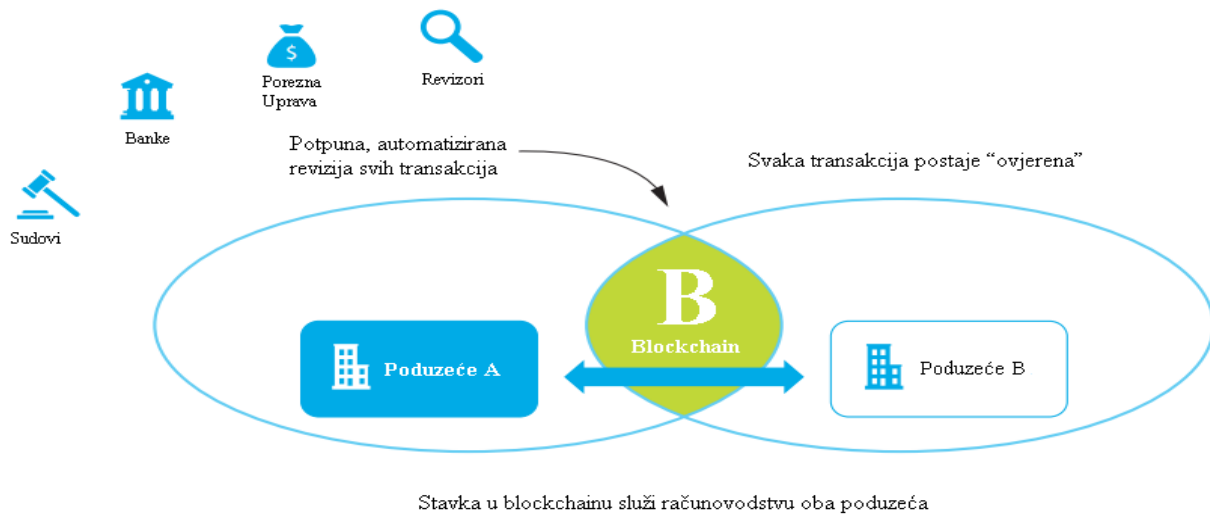 $
Revizori
Porezna
Uprava
Banke
Sudovi
Potpuna, automatizirana
revizija svih transakcija
Svaka transakcija postaje “ovjerena”
B
Blockchain
Poduzeće A
Poduzeće B
Stavka u blockchainu služi računovodstvu oba poduzeća